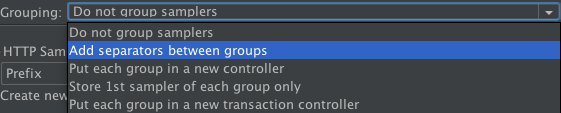 Grouping: Do not group samplers
Do not group samplers
Add separators between groups
HTTP Sam
Put each group in a new controller
Prefix
Store 1st sampler of each group only
Create new
Put each group in a new transaction controller